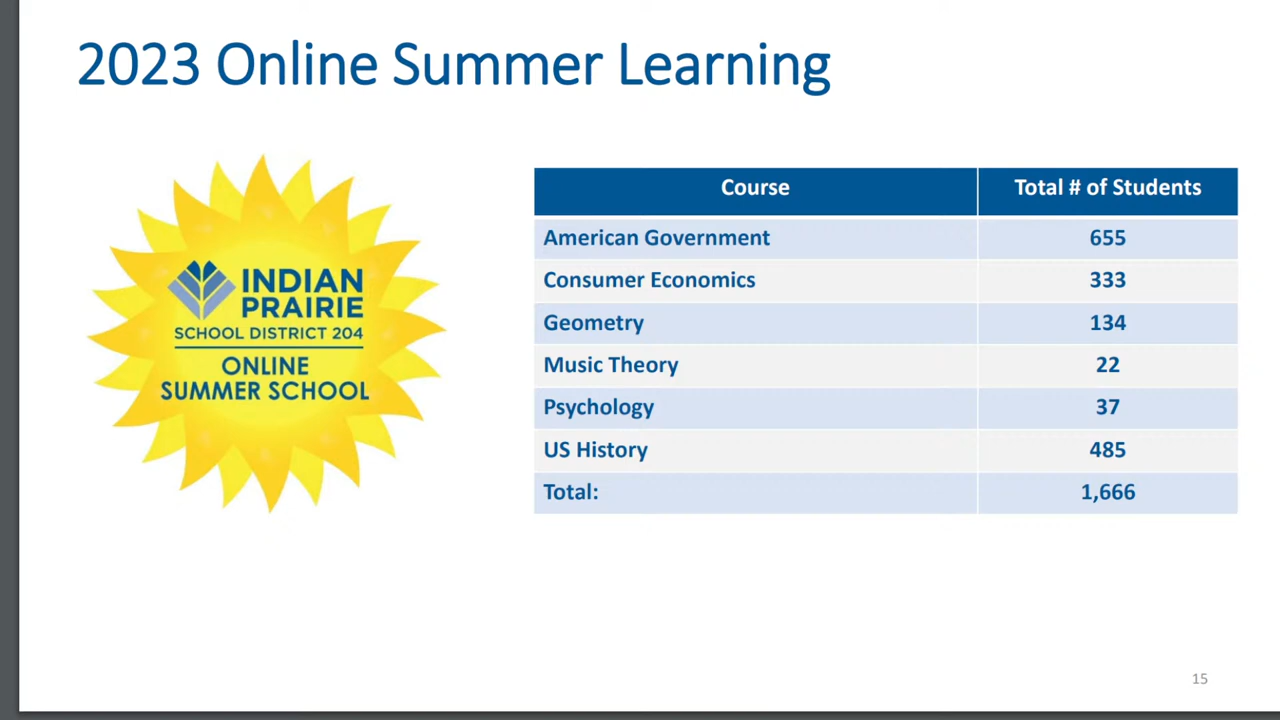 2023 Online Summer Learning
INDIAN
PRAIRIE
SCHOOL DISTRICT 204
ONLINE
SUMMER SCHOOL
Course Total # of Students
American Government 655
Consumer Economics 333
Geometry 134
Music Theory 22
Psychology 37
US History 485
Total: 1,666
15